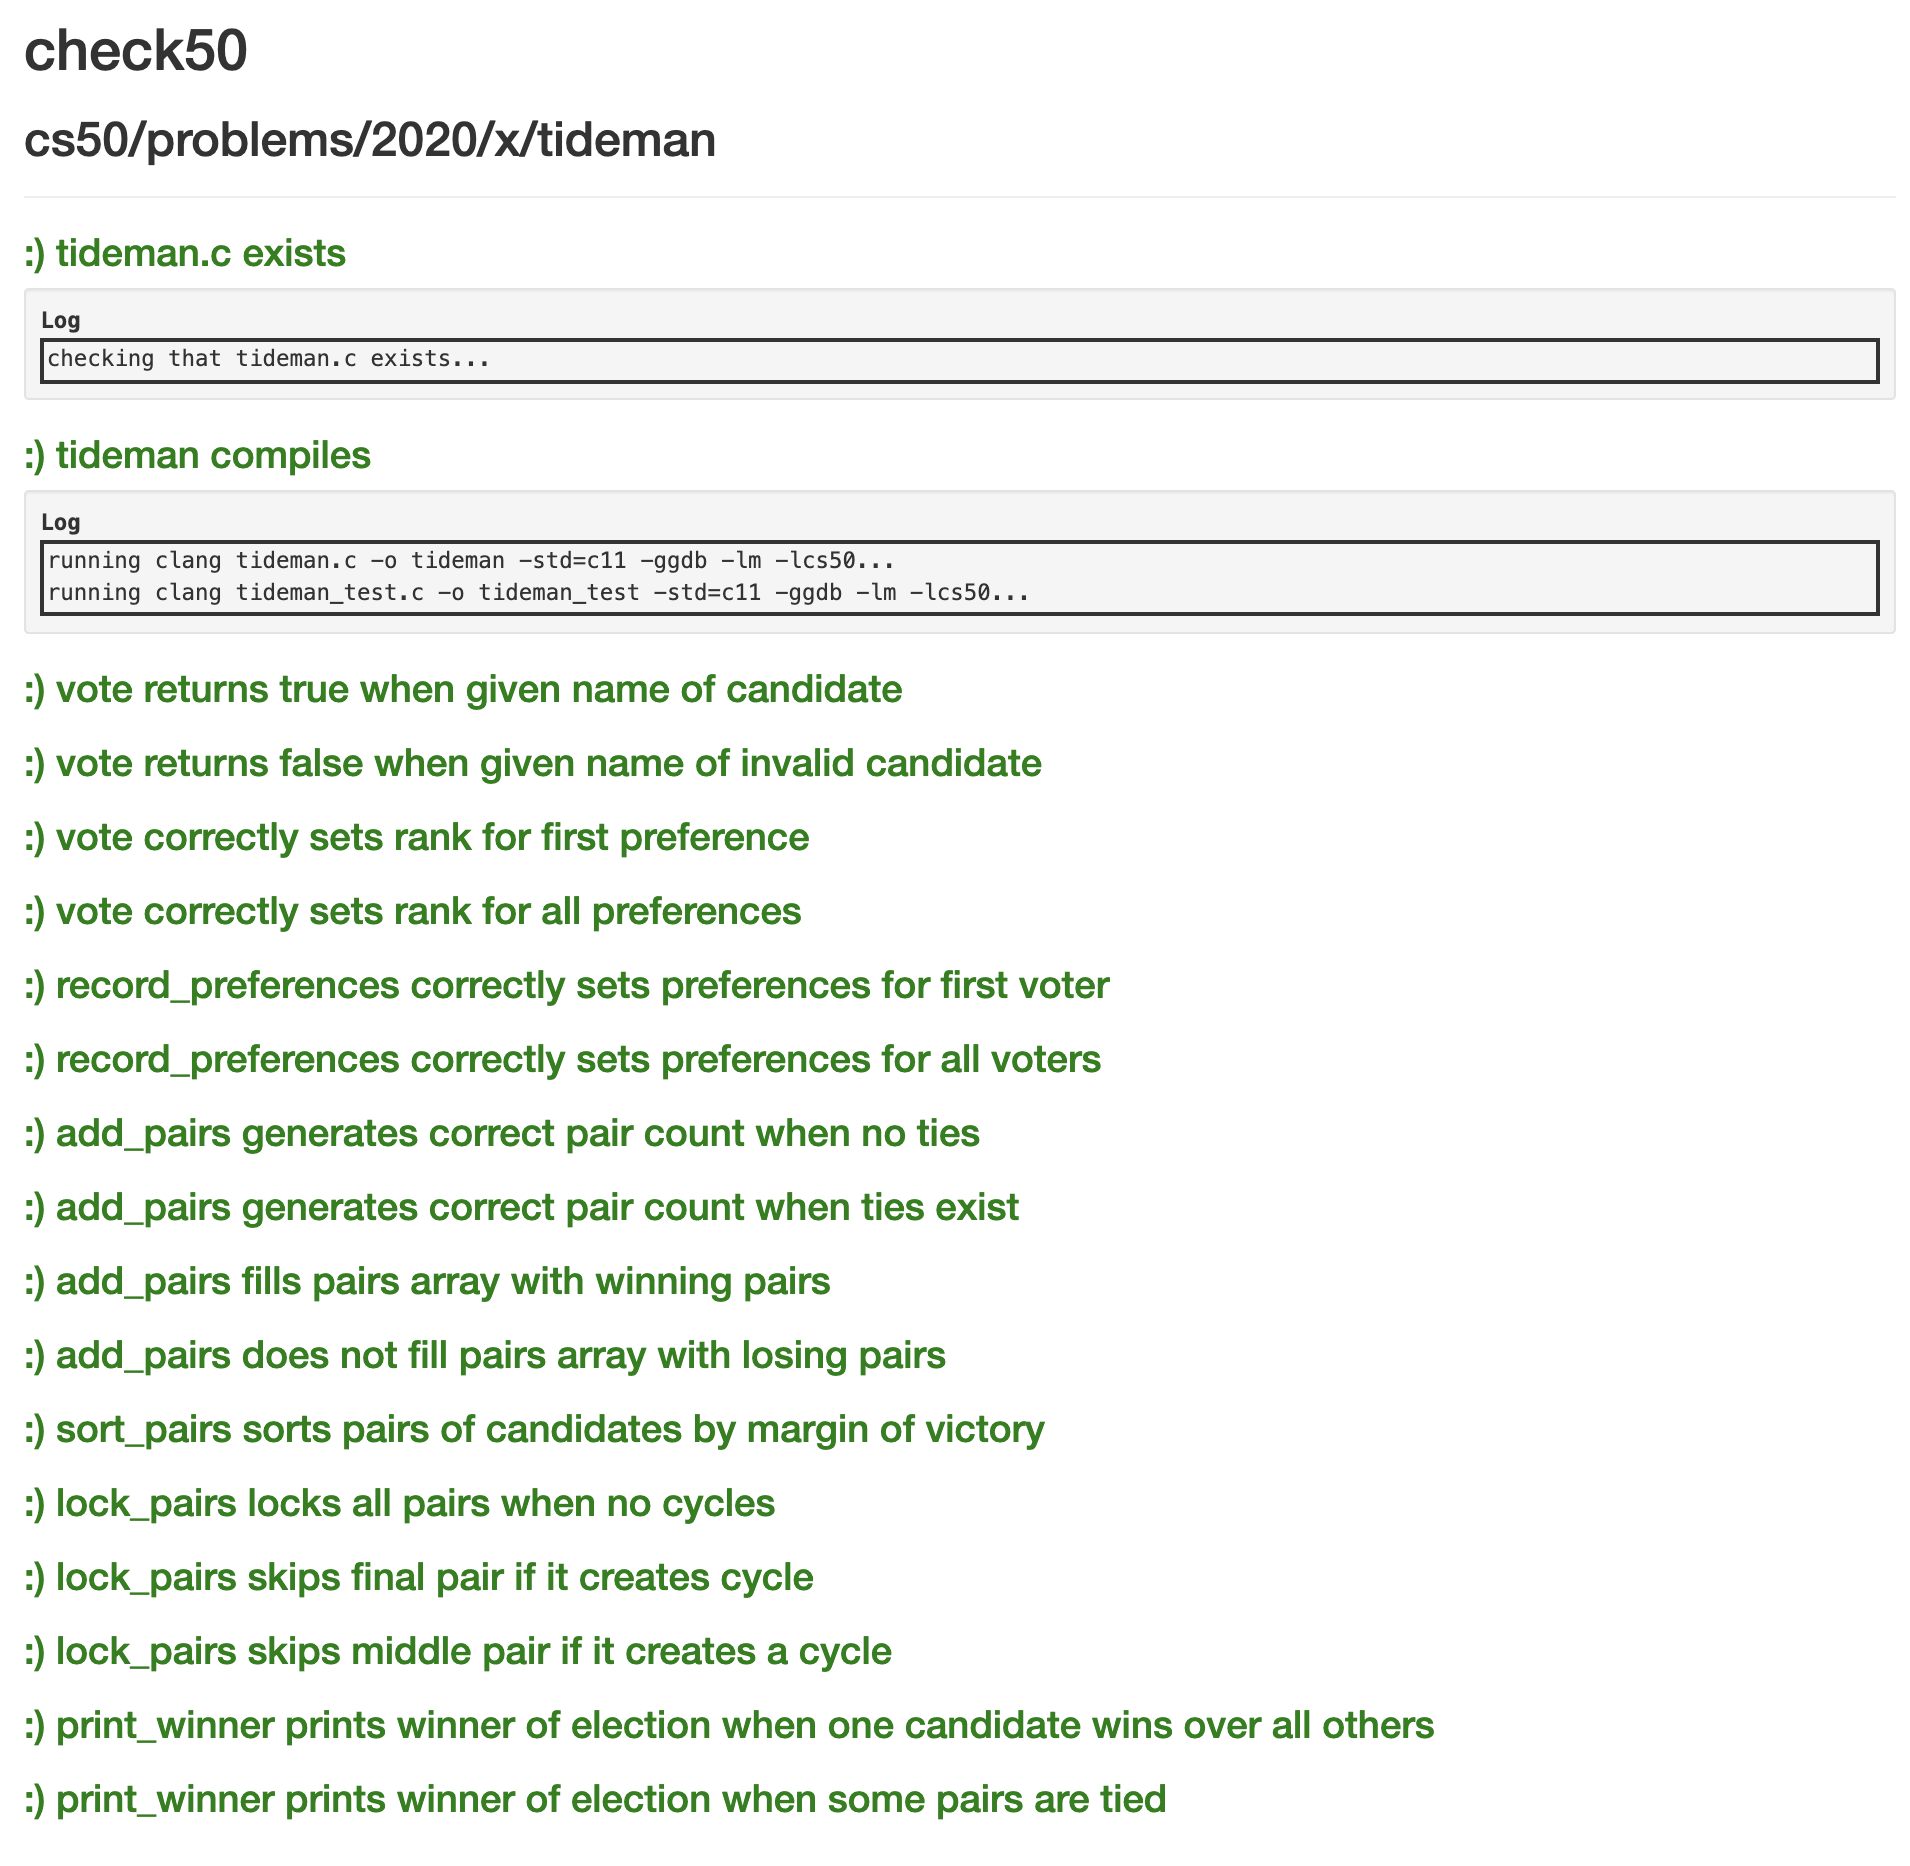 check50
cs50/problems/2020/x/tideman
:) tideman.c exists
Log
checking that tideman.c exists...
:) tideman compiles
Log
running clang tideman.c -o tideman -std=c11 -ggdb -lm -lcs50...
running clang tideman_test.c -o tideman_test -std=c11 -ggdb -lm -lcs50...
:) vote returns true when given name of candidate
:) vote returns false when given name of invalid candidate
:) vote correctly sets rank for first preference
:) vote correctly sets rank for all preferences
:) record_preferences correctly sets preferences for first voter
:) record_preferences correctly sets preferences for all voters
:) add_pairs generates correct pair count when no ties
:) add_pairs generates correct pair count when ties exist
:) add_pairs fills pairs array with winning pairs
:) add_pairs does not fill pairs array with losing pairs
:) sort_pairs sorts pairs of candidates by margin of victory
:) lock_pairs locks all pairs when no cycles
:) lock_pairs skips final pair if it creates cycle
:) lock_pairs skips middle pair if it creates a cycle
:) print_winner prints winner of election when one candidate wins over all others
:) print_winner prints winner of election when some pairs are tied